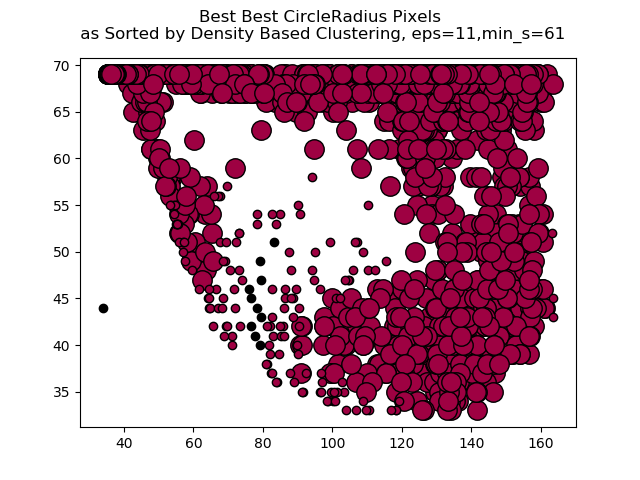 Best Best CircleRadius Pixels
as Sorted by Density Based Clustering, eps=11,min_s=61
70
65
60
55
50
45
40
35
40 60 80 100 120 140 160